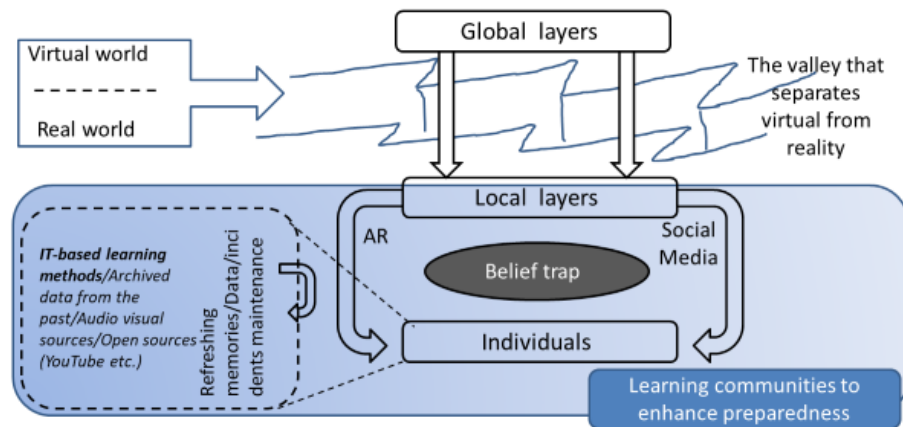 Global layers
Virtual world
Real world
The valley that
separates
virtual from
reality
Local layers
AR
Social
Media
Belief trap
IT-based learning
methods/Archived
data from the
past/Audio visual
sources/Open sources
(YouTube etc.)
Refreshing
memories/Data/inci
dents maintenance
Individuals
Learning communities to
enhance preparedness